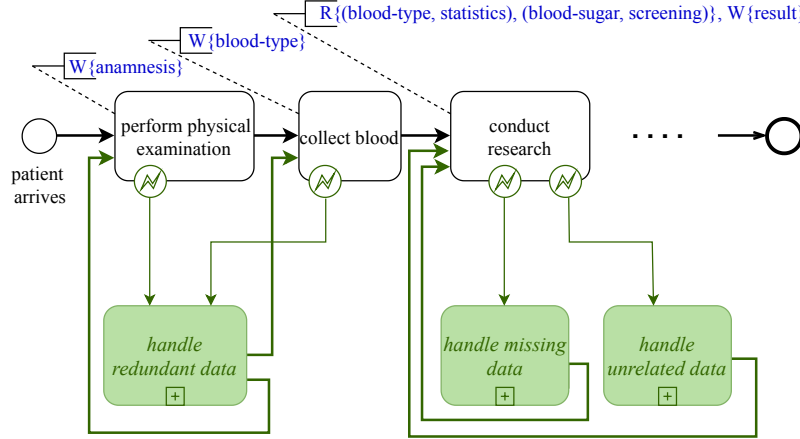 R{(blood-type, statistics), (blood-sugar, screening)}, W{result}
W{blood-type}
W{anamnesis}
perform physical
examination
collect blood
conduct
research
. . . .
patient
arrives
handle
redundant data
handle missing
data
handle
unrelated data